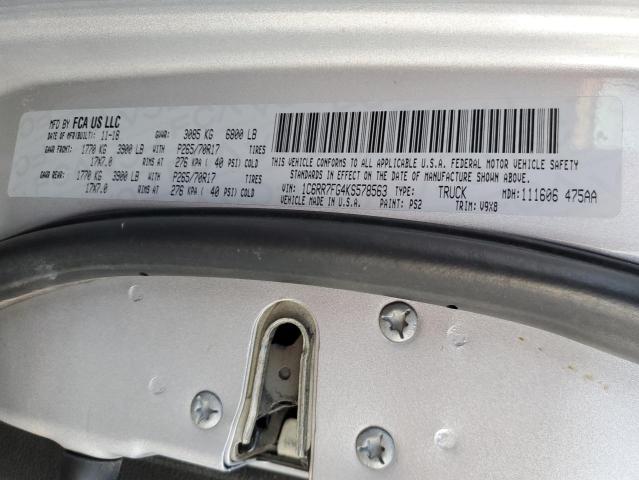 MFD BY FCA US LLC
DATE OF MFR(BUILT): 11-18 GVWR: 3085 KG 6800 LB
GAWR FRONT: 1770 KG 3900 LB WITH P265/70R17 TIRES
17X7.0 RIMS AT 276 KPA ( 40 PSI) COLD
GAWR REAR: 1770 KG 3900 LB WITH P265/70R17 TIRES
17X7.0 RIMS AT 276 KPA ( 40 PSI) COLD
THIS VEHICLE CONFORMS TO ALL APPLICABLE U.S.A. FEDERAL MOTOR VEHICLE SAFETY
STANDARDS IN EFFECT ON THE DATE OF MANUFACTURE SHOWN ABOVE.
VIN: 1C6RR7FG4KS578563 TYPE: TRUCK MDH: 111606 475AA
VEHICLE MADE IN U.S.A. PAINT: PS2 TRIM: V9X8